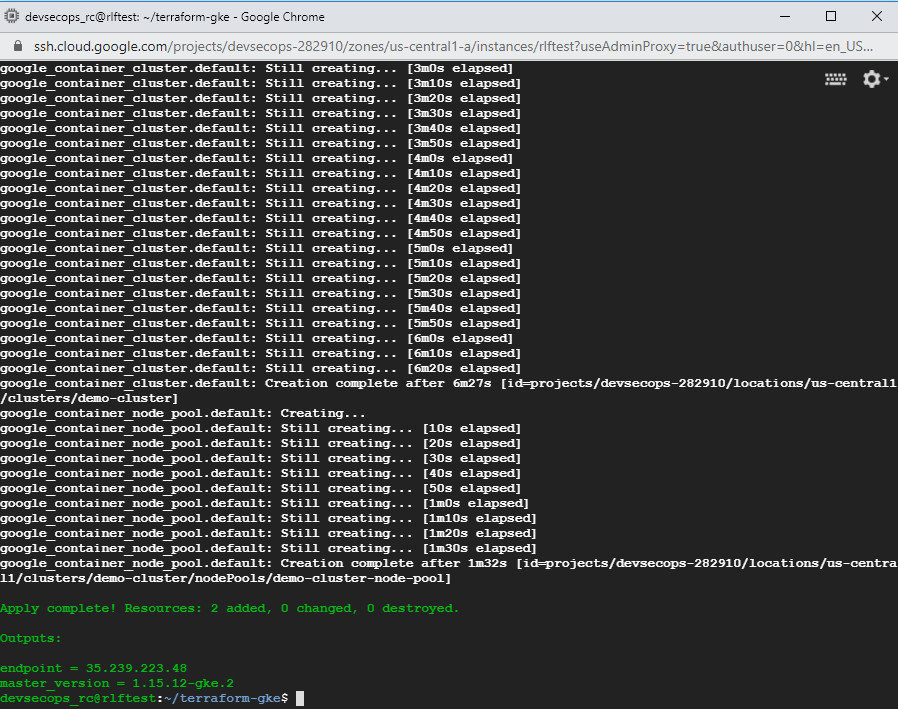 devsecops_rc@rlftest: ~/terraform-gke - Google Chrome
ssh.cloud.google.com/projects/devsecops-282910/zones/us-central1-a/instances/rlftest?useAdminProxy=true&authuser=0&hl=en_US...
google_container_cluster.default: Still creating... [3m0s elapsed]
google_container_cluster.default: Still creating... [3m10s elapsed]
google_container_cluster.default: Still creating... [3m20s elapsed]
google_container_cluster.default: Still creating... [3m30s elapsed]
google_container_cluster.default: Still creating... [3m40s elapsed]
google_container_cluster.default: Still creating... [3m50s elapsed]
google_container_cluster.default: Still creating... [4m0s elapsed]
google_container_cluster.default: Still creating... [4m10s elapsed]
google_container_cluster.default: Still creating... [4m20s elapsed]
google_container_cluster.default: Still creating... [4m30s elapsed]
google_container_cluster.default: Still creating... [4m40s elapsed]
google_container_cluster.default: Still creating... [4m50s elapsed]
google_container_cluster.default: Still creating... [5m0s elapsed]
google_container_cluster.default: Still creating... [5m10s elapsed]
google_container_cluster.default: Still creating... [5m20s elapsed]
google_container_cluster.default: Still creating... [5m30s elapsed]
google_container_cluster.default: Still creating... [5m40s elapsed]
google_container_cluster.default: Still creating... [5m50s elapsed]
google_container_cluster.default: Still creating... [6m0s elapsed]
google_container_cluster.default: Still creating... [6m10s elapsed]
google_container_cluster.default: Still creating... [6m20s elapsed]
google_container_cluster.default: Creation complete after 6m27s [id=projects/devsecops-282910/locations/us-central1
/clusters/demo-cluster]
google_container_node_pool.default: Creating...
google_container_node_pool.default: Still creating... [10s elapsed]
google_container_node_pool.default: Still creating... [20s elapsed]
google_container_node_pool.default: Still creating... [30s elapsed]
google_container_node_pool.default: Still creating... [40s elapsed]
google_container_node_pool.default: Still creating... [50s elapsed]
google_container_node_pool.default: Still creating... [1m0s elapsed]
google_container_node_pool.default: Still creating... [1m10s elapsed]
google_container_node_pool.default: Still creating... [1m20s elapsed]
google_container_node_pool.default: Still creating... [1m30s elapsed]
google_container_node_pool.default: Creation complete after 1m32s [id=projects/devsecops-282910/locations/us-centra
l1/clusters/demo-cluster/nodePools/demo-cluster-node-pool]
Apply complete! Resources: 2 added, 0 changed, 0 destroyed.
Outputs:
endpoint = 35.239.223.48
master_version = 1.15.12-gke.2
devsecops_rc@rlftest:~/terraform-gke$